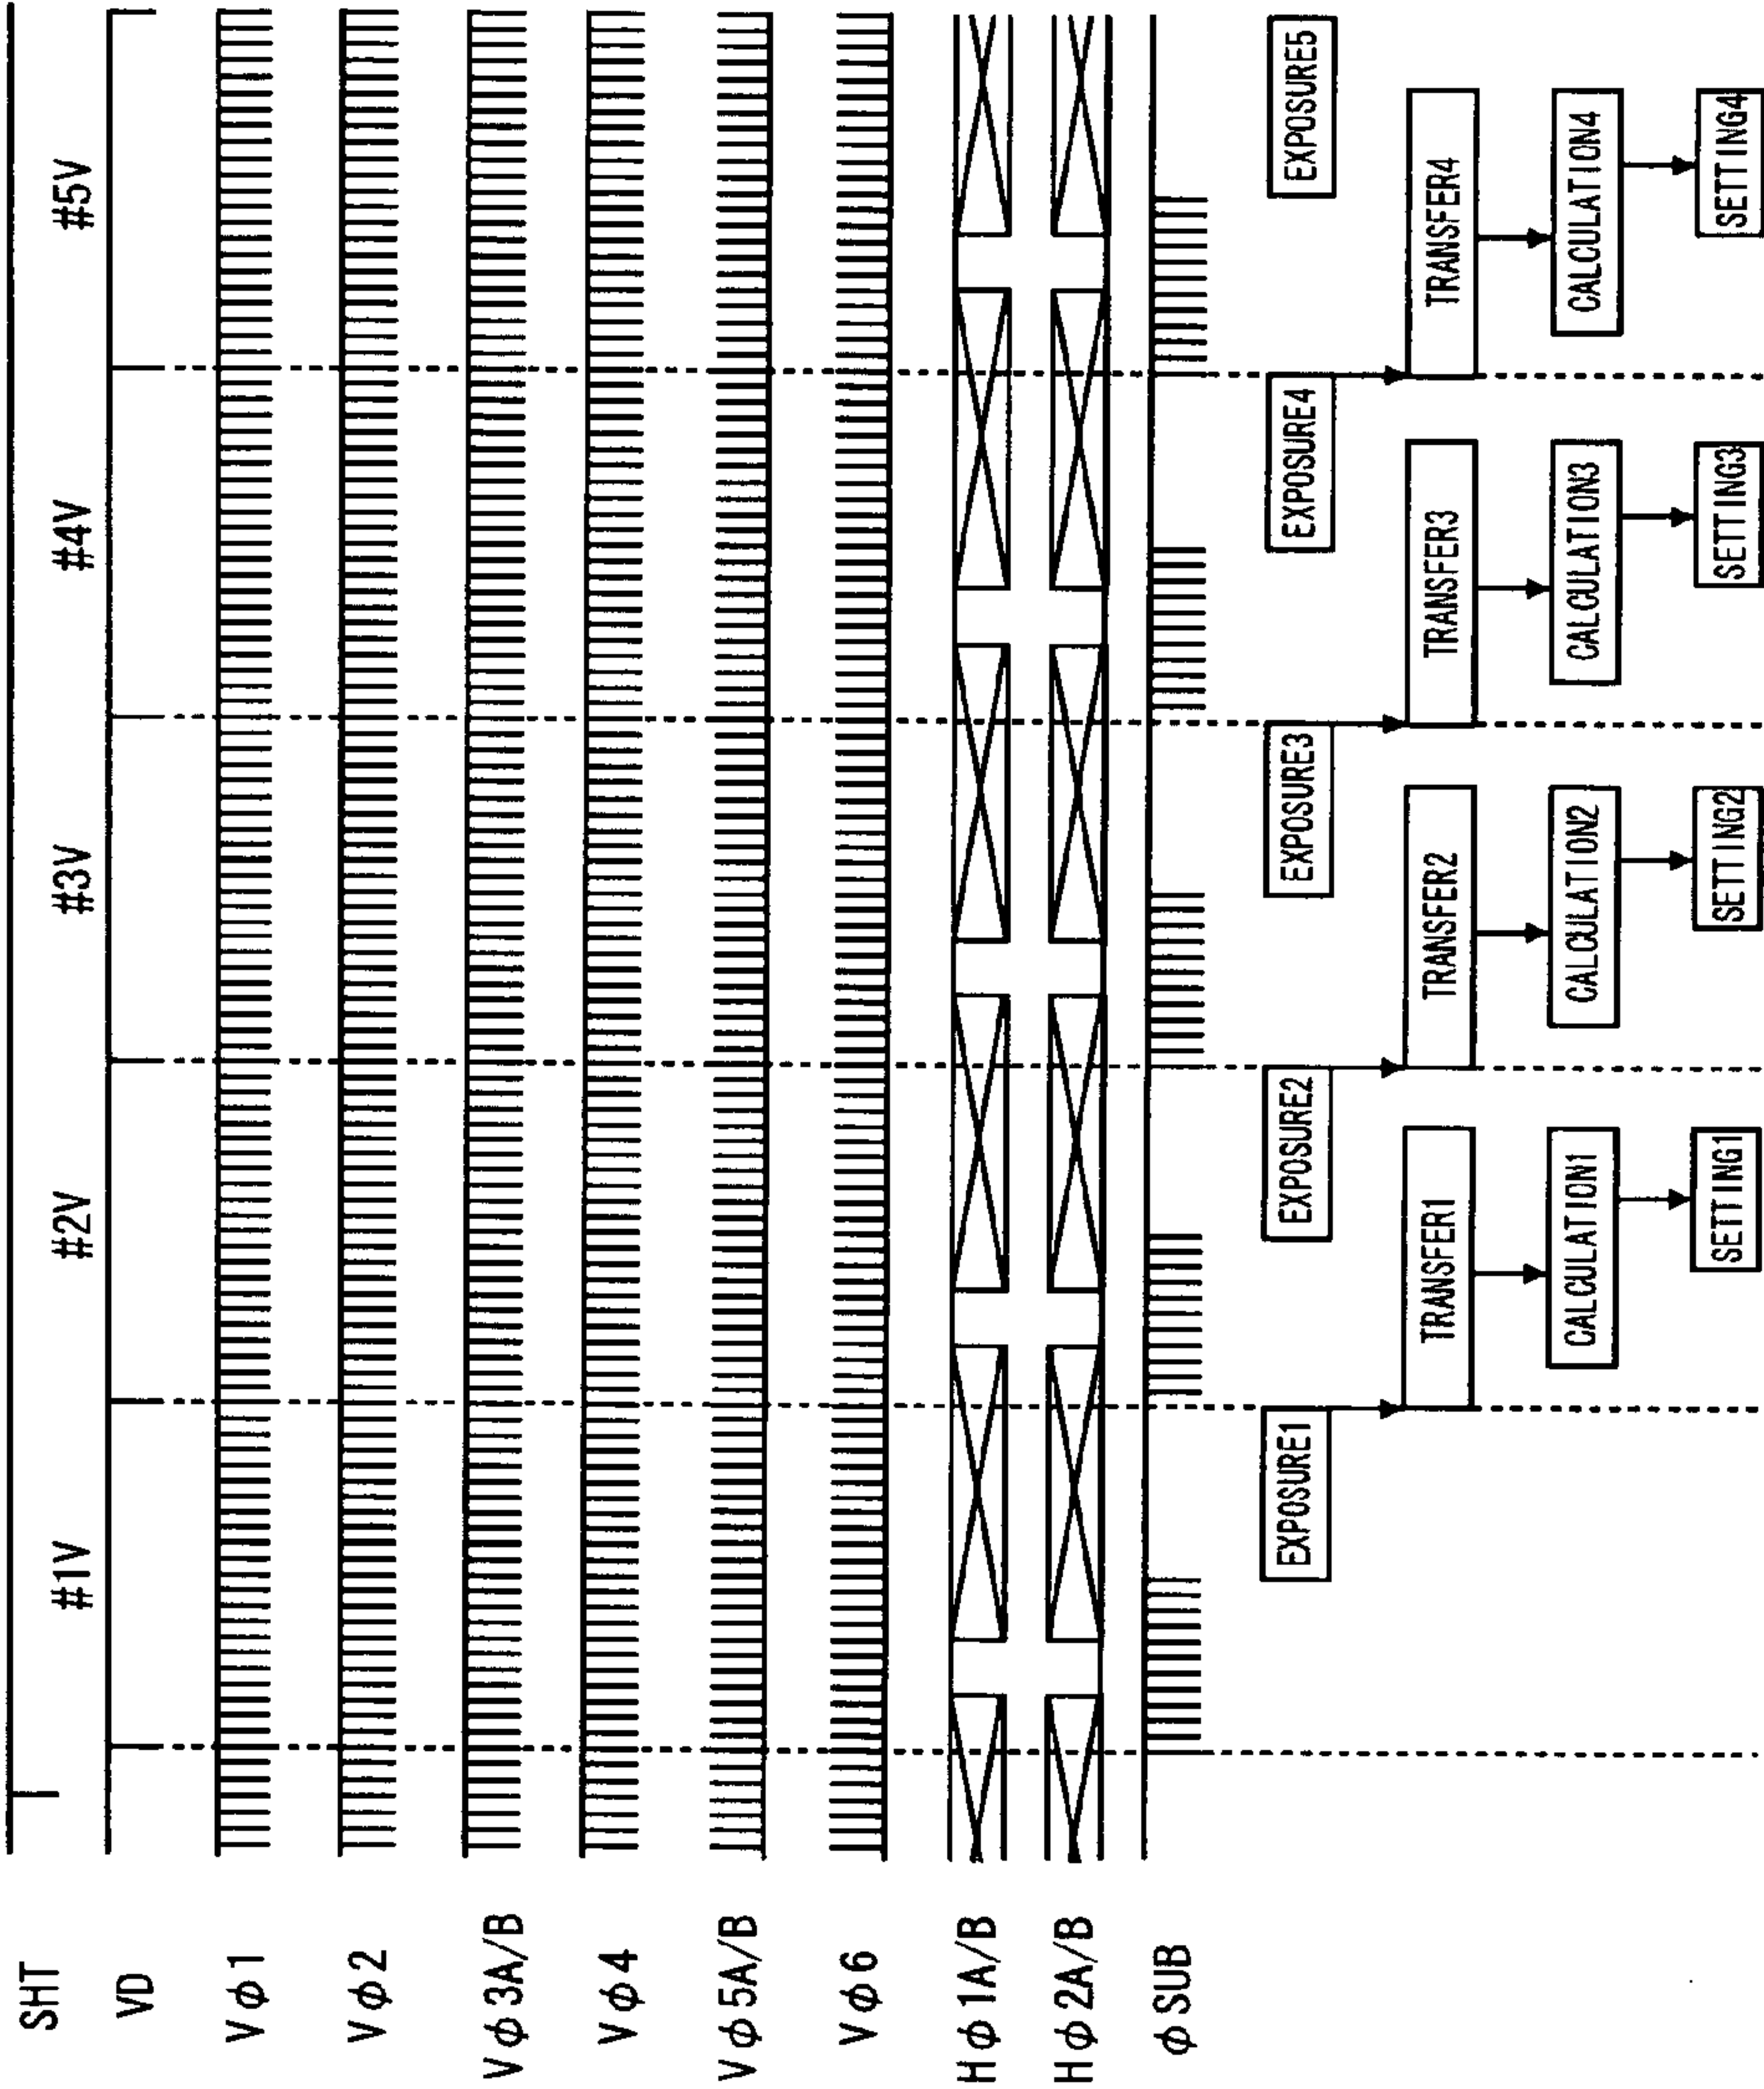 SHT
VD
#1V #2V #3V #4V #5V
Vφ1
Vφ2
Vφ3A/B
Vφ4
Vφ5A/B
Vφ6
Hφ1A/B
Hφ2A/B
φSUB
EXPOSURE1 EXPOSURE2 EXPOSURE3 EXPOSURE4 EXPOSURE5
TRANSFER1 TRANSFER2 TRANSFER3 TRANSFER4
CALCULATION1 CALCULATION2 CALCULATION3 CALCULATION4
SETTING1 SETTING2 SETTING3 SETTING4